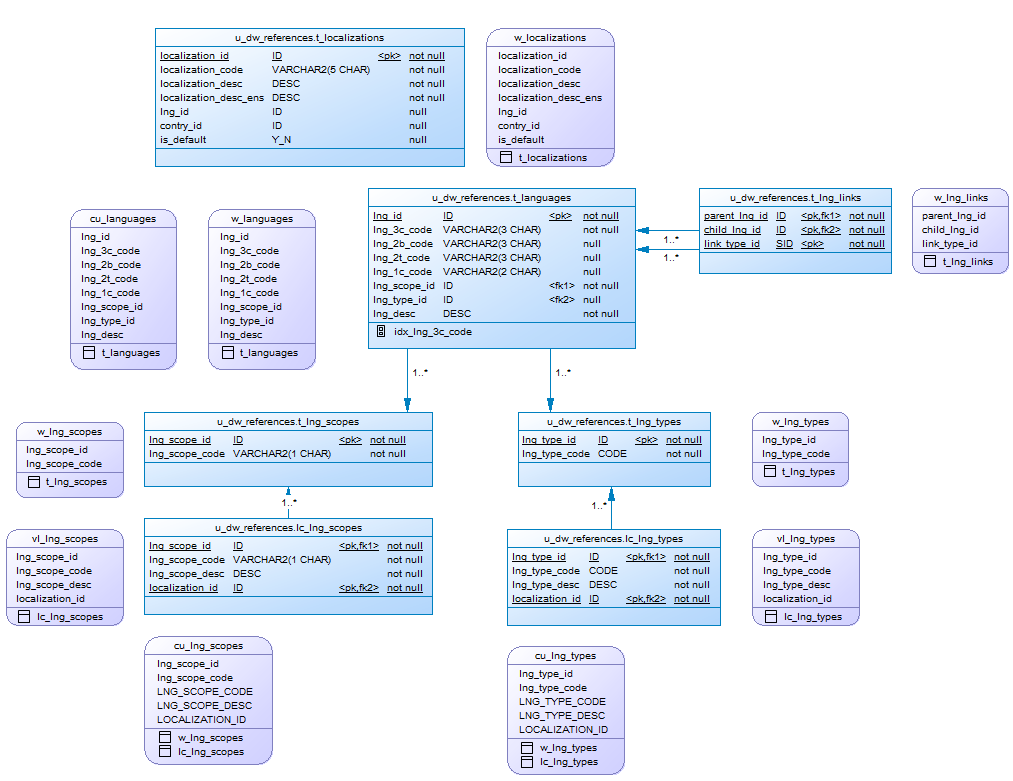 u_dw_references.t_localizations
localization_id ID <pk> not null
localization_code VARCHAR2(5 CHAR) not null
localization_desc DESC not null
localization_desc_ens DESC not null
lng_id ID null
contry_id ID null
is_default Y_N null
w_localizations
localization_id
localization_code
localization_desc
localization_desc_ens
lng_id
contry_id
is_default
t_localizations
cu_languages
lng_id
lng_3c_code
lng_2b_code
lng_2t_code
lng_1c_code
lng_scope_id
lng_type_id
lng_desc
t_languages
w_languages
lng_id
lng_3c_code
lng_2b_code
lng_2t_code
lng_1c_code
lng_scope_id
lng_type_id
lng_desc
t_languages
u_dw_references.t_languages
lng_id ID <pk> not null
lng_3c_code VARCHAR2(3 CHAR) not null
lng_2b_code VARCHAR2(3 CHAR) null
lng_2t_code VARCHAR2(3 CHAR) null
lng_1c_code VARCHAR2(2 CHAR) null
lng_scope_id ID <fk1> not null
lng_type_id ID <fk2> null
lng_desc DESC not null
idx_lng_3c_code
1..*
1..*
u_dw_references.t_lng_links
parent_lng_id ID <pk,fk1> not null
child_lng_id ID <pk,fk2> not null
link_type_id SID <pk> not null
w_lng_links
parent_lng_id
child_lng_id
link_type_id
t_lng_links
1..*
1..*
w_lng_scopes
lng_scope_id
lng_scope_code
t_lng_scopes
u_dw_references.t_lng_scopes
lng_scope_id ID <pk> not null
lng_scope_code VARCHAR2(1 CHAR) not null
u_dw_references.t_lng_types
lng_type_id ID <pk> not null
lng_type_code CODE not null
w_lng_types
lng_type_id
lng_type_code
t_lng_types
1..*
1..*
vl_lng_scopes
lng_scope_id
lng_scope_code
lng_scope_desc
localization_id
lc_lng_scopes
u_dw_references.lc_lng_scopes
lng_scope_id ID <pk,fk1> not null
lng_scope_code VARCHAR2(1 CHAR) not null
lng_scope_desc DESC not null
localization_id ID <pk,fk2> not null
u_dw_references.lc_lng_types
lng_type_id ID <pk,fk1> not null
lng_type_code CODE not null
lng_type_desc DESC not null
localization_id ID <pk,fk2> not null
vl_lng_types
lng_type_id
lng_type_code
lng_type_desc
localization_id
lc_lng_types
cu_lng_scopes
lng_scope_id
lng_scope_code
LNG_SCOPE_CODE
LNG_SCOPE_DESC
LOCALIZATION_ID
w_lng_scopes
lc_lng_scopes
cu_lng_types
lng_type_id
lng_type_code
LNG_TYPE_CODE
LNG_TYPE_DESC
LOCALIZATION_ID
w_lng_types
lc_lng_types